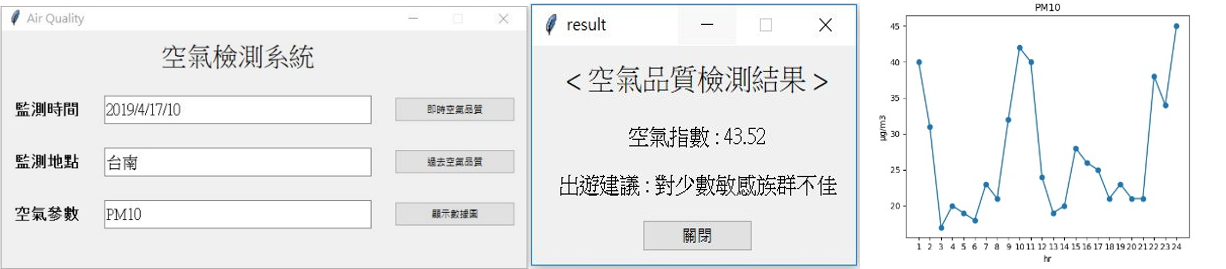 Air Quality
空氣檢測系統
監測時間 2019/4/17/10 即時空氣品質
監測地點 台南 過去空氣品質
空氣參數 PM10 顯示數據圖
result
< 空氣品質檢測結果 >
空氣指數 : 43.52
出遊建議 : 對少數敏感族群不佳
關閉
PM10
45
40
35
30
25
20
μg/m3
1 2 3 4 5 6 7 8 9 10 11 12 13 14 15 16 17 18 19 20 21 22 23 24
hr